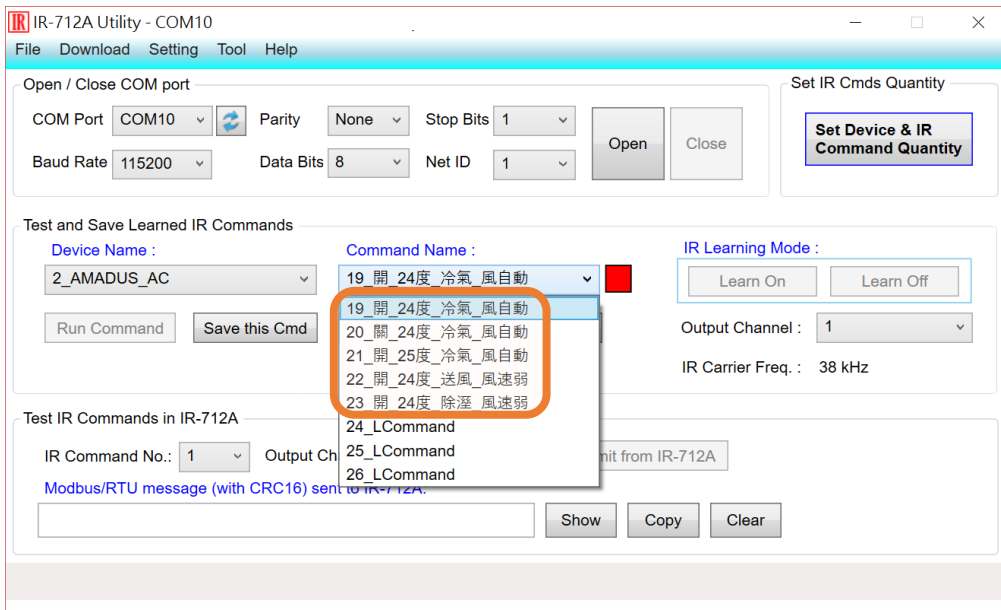 IR IR-712A Utility - COM10
File Download Setting Tool Help
Open / Close COM port
Set IR Cmds Quantity
COM Port COM10 Parity None Stop Bits 1
Open Close
Set Device & IR
Command Quantity
Baud Rate 115200 Data Bits 8 Net ID 1
Test and Save Learned IR Commands
Device Name : Command Name : IR Learning Mode :
2_AMADUS_AC 19_開_24度_冷氣_風自動 Learn On Learn Off
19_開_24度_冷氣_風自動
Run Command Save this Cmd 20_關_24度_冷氣_風自動 Output Channel : 1
21_開_25度_冷氣_風自動
IR Carrier Freq. : 38 kHz
22_開_24度_送風_風速弱
23_開_24度_除溼_風速弱
Test IR Commands in IR-712A
24_LCommand
IR Command No.: 1 Output Ch 25_LCommand mit from IR-712A
26_LCommand
Modbus/RTU message (with CRC16) sent to IR-712A:
Show Copy Clear